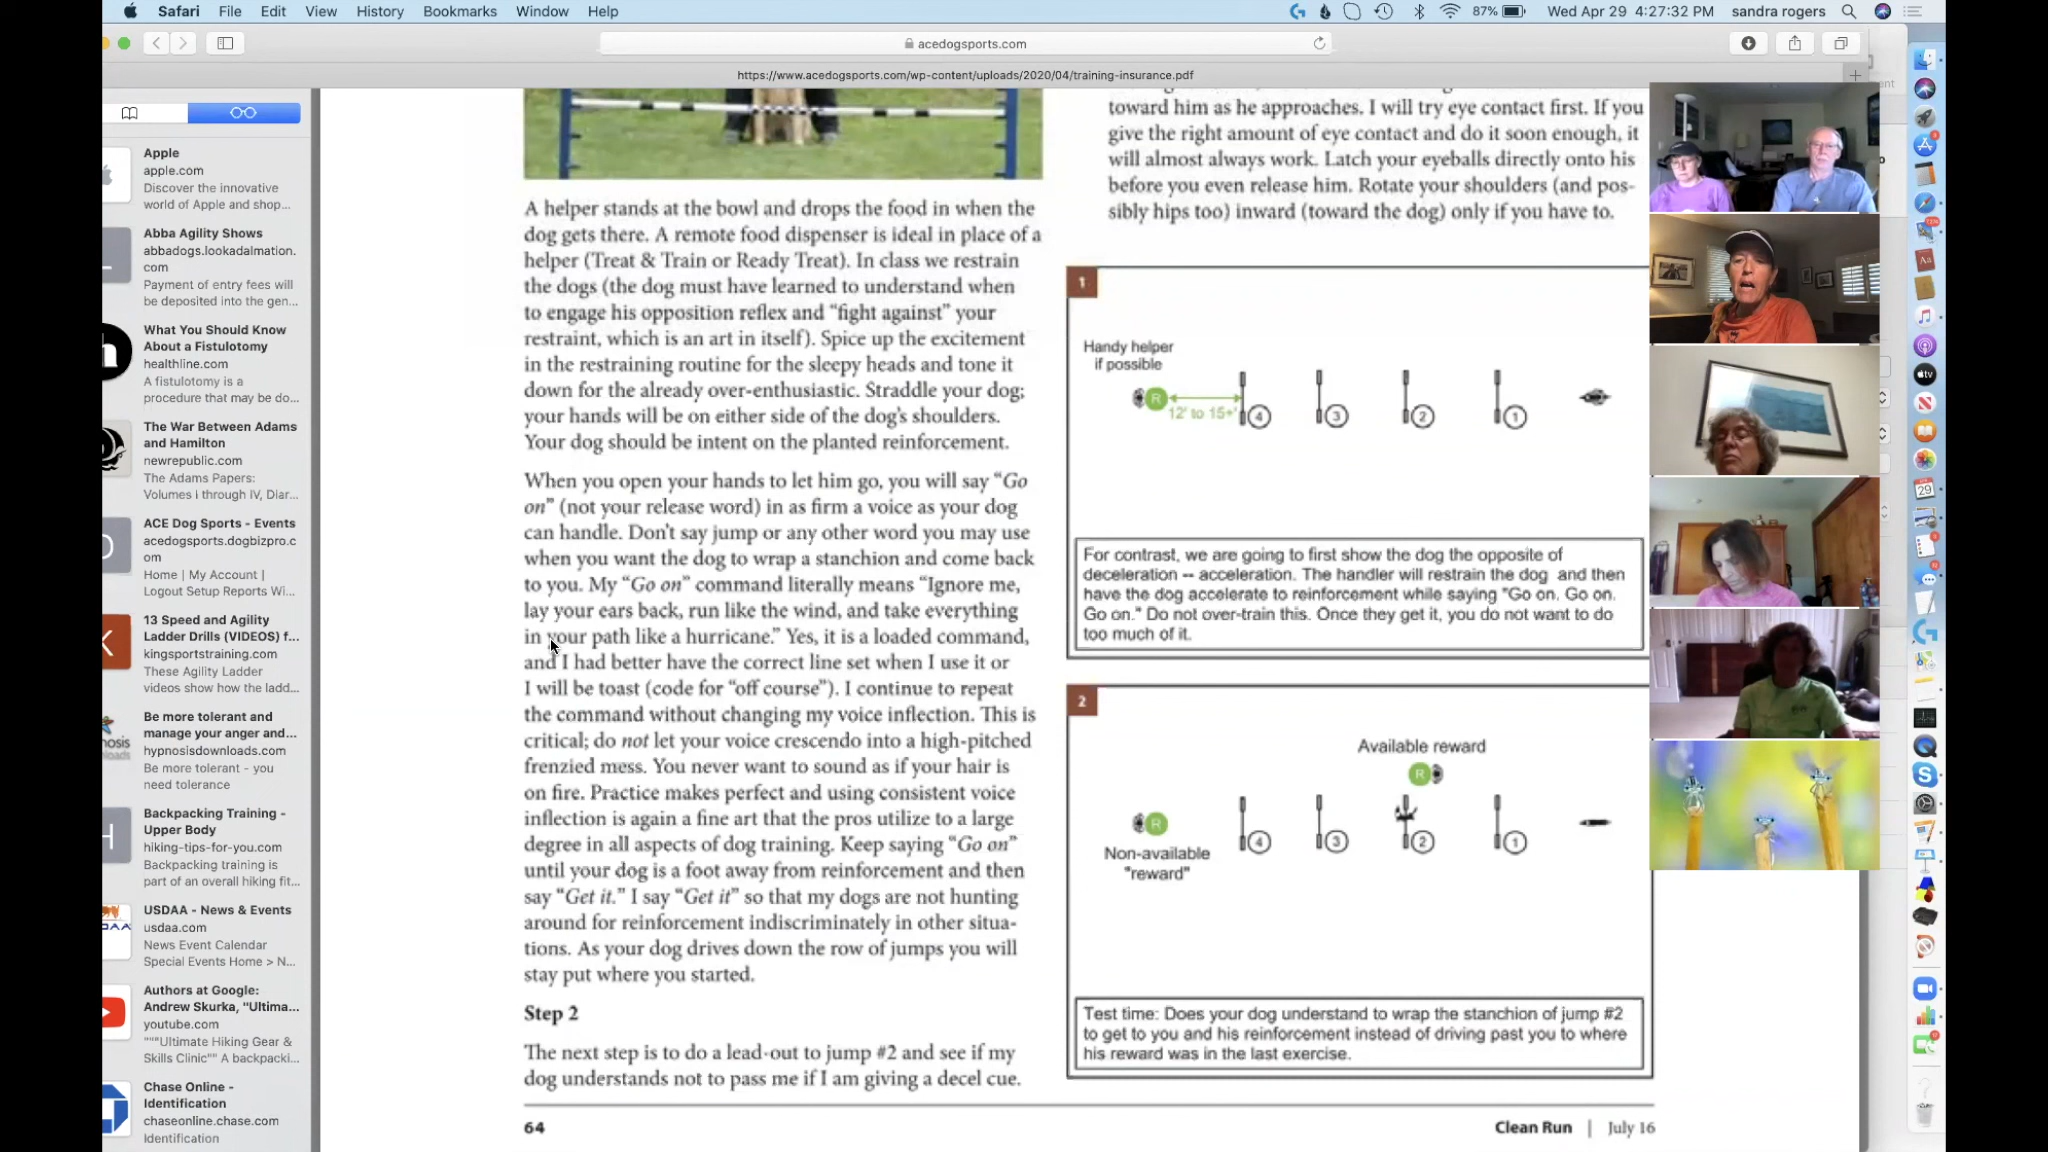 Safari File Edit View History Bookmarks Window Help
87% Wed Apr 29 4:27:32 PM sandra rogers
acedogsports.com
https://www.acedogsports.com/wp-content/uploads/2020/04/training-insurance.pdf
Apple
apple.com
Discover the innovative
world of Apple and shop...
Abba Agility Shows
abbadogs.lookadalmation.
com
Payment of entry fees will
be deposited into the gen...
What You Should Know
About a Fistulotomy
healthline.com
A fistulotomy is a
procedure that may be do...
The War Between Adams
and Hamilton
newrepublic.com
The Adams Papers:
Volumes I through IV, Diar...
ACE Dog Sports - Events
acedogsports.dogbizpro.c
om
Home | My Account |
Logout Setup Reports Wi...
13 Speed and Agility
Ladder Drills (VIDEOS) f...
kingsportstraining.com
These Agility Ladder
videos show how the ladd...
Be more tolerant and
manage your anger and...
hypnosisdownloads.com
Be more tolerant - you
need tolerance
Backpacking Training -
Upper Body
hiking-tips-for-you.com
Backpacking training is
part of an overall hiking fit...
USDAA - News & Events
usdaa.com
News Event Calendar
Special Events Home > N...
Authors at Google:
Andrew Skurka, "Ultima...
youtube.com
"""Ultimate Hiking Gear &
Skills Clinic"" A backpacki...
Chase Online -
Identification
chaseonline.chase.com
Identification
A helper stands at the bowl and drops the food in when the
dog gets there. A remote food dispenser is ideal in place of a
helper (Treat & Train or Ready Treat). In class we restrain
the dogs (the dog must have learned to understand when
to engage his opposition reflex and “fight against” your
restraint, which is an art in itself). Spice up the excitement
in the restraining routine for the sleepy heads and tone it
down for the already over-enthusiastic. Straddle your dog;
your hands will be on either side of the dog’s shoulders.
Your dog should be intent on the planted reinforcement.
When you open your hands to let him go, you will say “Go
on” (not your release word) in as firm a voice as your dog
can handle. Don’t say jump or any other word you may use
when you want the dog to wrap a stanchion and come back
to you. My “Go on” command literally means “Ignore me,
lay your ears back, run like the wind, and take everything
in your path like a hurricane.” Yes, it is a loaded command,
and I had better have the correct line set when I use it or
I will be toast (code for “off course”). I continue to repeat
the command without changing my voice inflection. This is
critical; do not let your voice crescendo into a high-pitched
frenzied mess. You never want to sound as if your hair is
on fire. Practice makes perfect and using consistent voice
inflection is again a fine art that the pros utilize to a large
degree in all aspects of dog training. Keep saying “Go on”
until your dog is a foot away from reinforcement and then
say “Get it.” I say “Get it” so that my dogs are not hunting
around for reinforcement indiscriminately in other situa-
tions. As your dog drives down the row of jumps you will
stay put where you started.
Step 2
The next step is to do a lead-out to jump #2 and see if my
dog understands not to pass me if I am giving a decel cue.
64
toward him as he approaches. I will try eye contact first. If you
give the right amount of eye contact and do it soon enough, it
will almost always work. Latch your eyeballs directly onto his
before you even release him. Rotate your shoulders (and pos-
sibly hips too) inward (toward the dog) only if you have to.
1
Handy helper
if possible
R
12' to 15+'
4 3 2 1
For contrast, we are going to first show the dog the opposite of
deceleration -- acceleration. The handler will restrain the dog and then
have the dog accelerate to reinforcement while saying "Go on. Go on.
Go on." Do not over-train this. Once they get it, you do not want to do
too much of it.
2
Available reward
R
R
4 3 2 1
Non-available
"reward"
Test time: Does your dog understand to wrap the stanchion of jump #2
to get to you and his reinforcement instead of driving past you to where
his reward was in the last exercise.
Clean Run | July 16